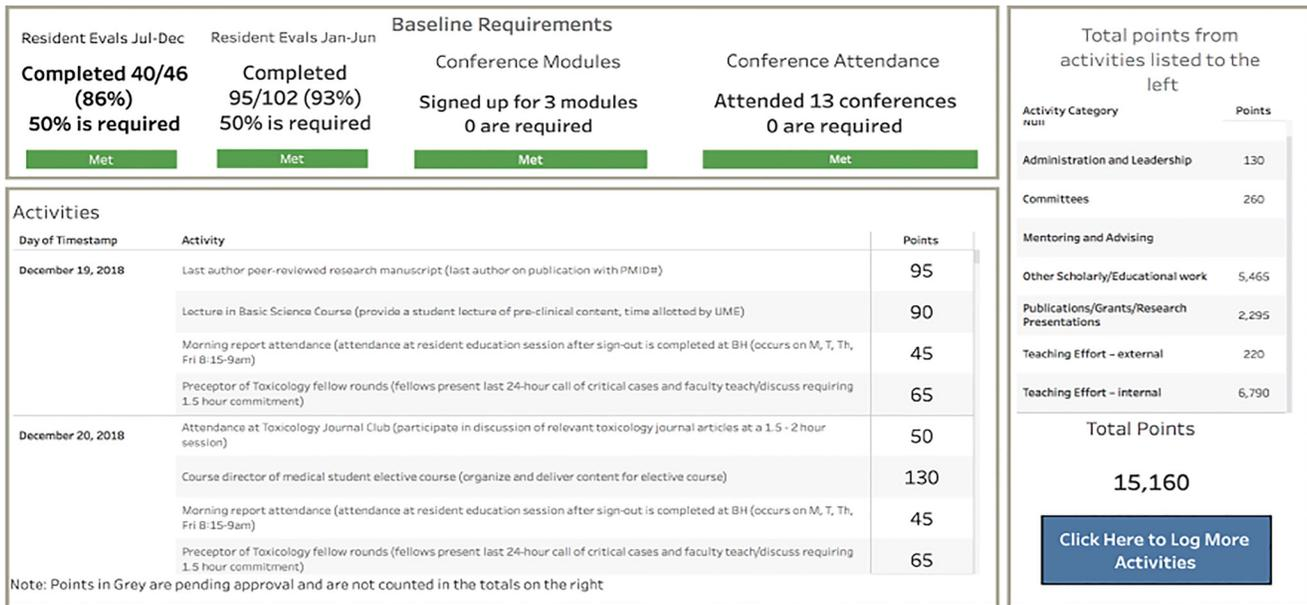 Baseline Requirements
Resident Evals Jul-Dec
Completed 40/46
(86%)
50% is required
Met
Resident Evals Jan-Jun
Completed
95/102 (93%)
50% is required
Met
Conference Modules
Signed up for 3 modules
0 are required
Met
Conference Attendance
Attended 13 conferences
0 are required
Met
Activities
Day of Timestamp Activity Points
December 19, 2018 Last author peer-reviewed research manuscript (last author on publication with PMID#) 95
Lecture in Basic Science Course (provide a student lecture of pre-clinical content, time allotted by UME) 90
Morning report attendance (attendance at resident education session after sign-out is completed at BH (occurs on M, T, Th,
Fri 8:15-9am) 45
Preceptor of Toxicology fellow rounds (fellows present last 24-hour call of critical cases and faculty teach/discuss requiring
1.5 hour commitment) 65
December 20, 2018 Attendance at Toxicology Journal Club (participate in discussion of relevant toxicology journal articles at a 1.5 - 2 hour
session) 50
Course director of medical student elective course (organize and deliver content for elective course) 130
Morning report attendance (attendance at resident education session after sign-out is completed at BH (occurs on M, T, Th,
Fri 8:15-9am) 45
Preceptor of Toxicology fellow rounds (fellows present last 24-hour call of critical cases and faculty teach/discuss requiring
1.5 hour commitment) 65
Note: Points in Grey are pending approval and are not counted in the totals on the right
Total points from
activities listed to the
left
Activity Category Points
Null
Administration and Leadership 130
Committees 260
Mentoring and Advising
Other Scholarly/Educational work 5,465
Publications/Grants/Research
Presentations 2,295
Teaching Effort – external 220
Teaching Effort – internal 6,790
Total Points
15,160
Click Here to Log More
Activities